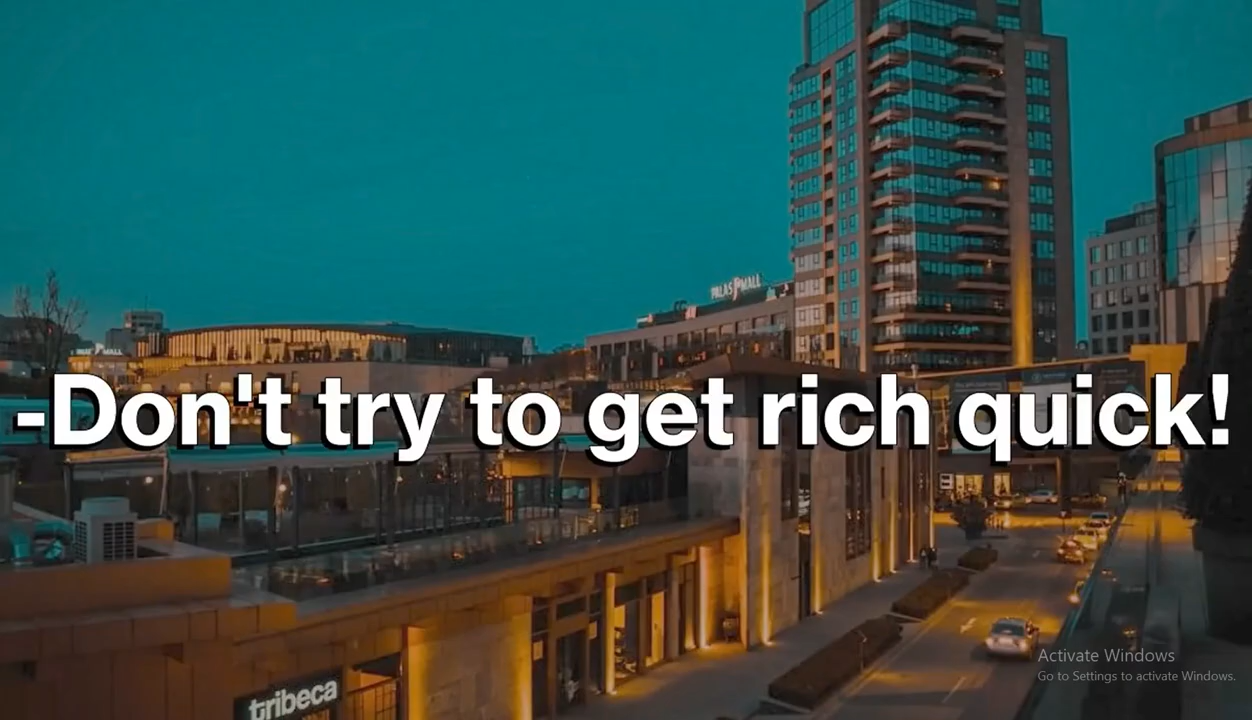 PALAS MALL
-Don't try to get rich quick!
tribeca
Activate Windows
Go to Settings to activate Windows.